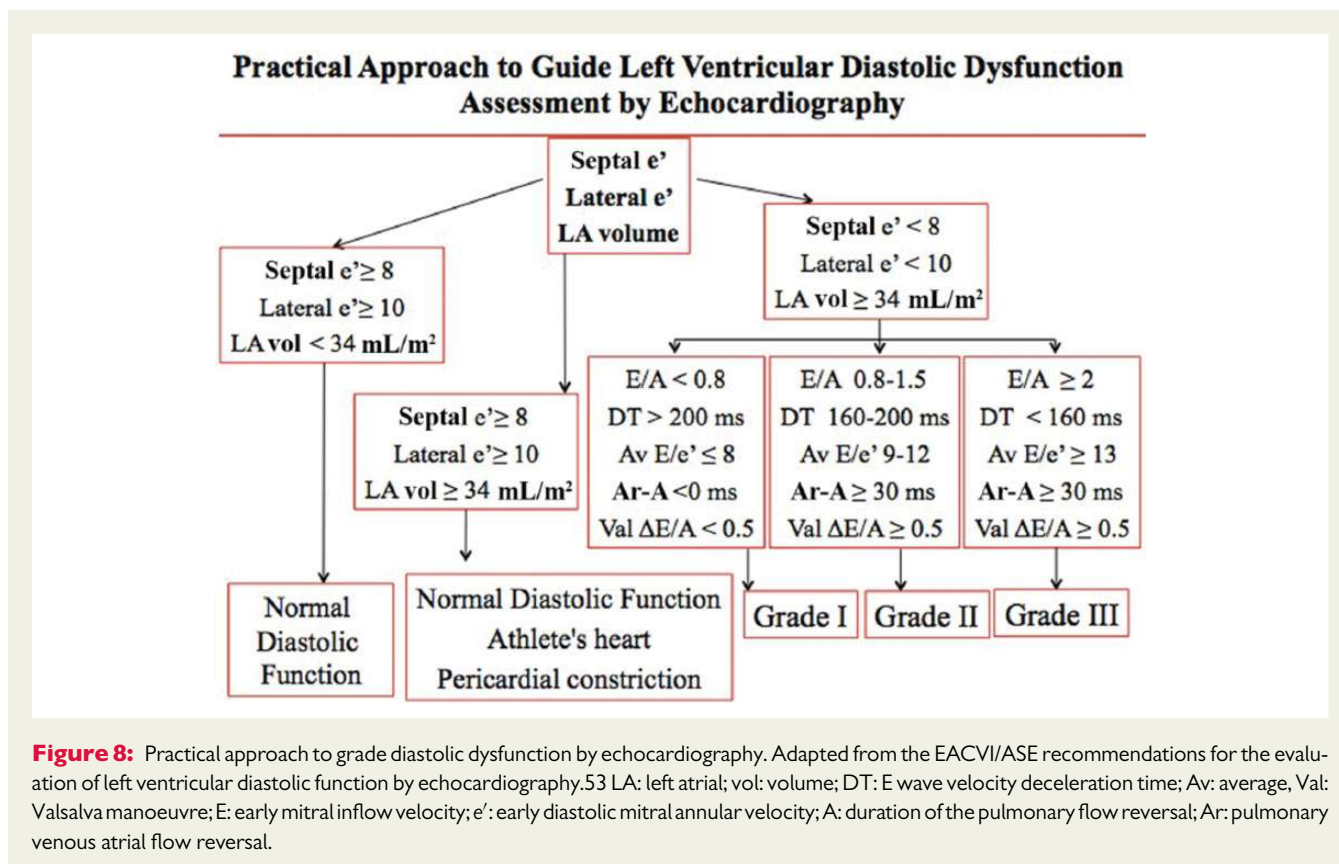 Practical Approach to Guide Left Ventricular Diastolic Dysfunction
Assessment by Echocardiography
Septal e’
Lateral e’
LA volume
Septal e’≥ 8
Lateral e’≥ 10
LA vol < 34 mL/m²
Septal e’≥ 8
Lateral e’≥ 10
LA vol ≥ 34 mL/m²
Septal e’ < 8
Lateral e’ < 10
LA vol ≥ 34 mL/m²
E/A < 0.8
DT > 200 ms
Av E/e’ ≤ 8
Ar-A <0 ms
Val ΔE/A < 0.5
E/A 0.8-1.5
DT 160-200 ms
Av E/e’ 9-12
Ar-A ≥ 30 ms
Val ΔE/A ≥ 0.5
E/A ≥ 2
DT < 160 ms
Av E/e’ ≥ 13
Ar-A ≥ 30 ms
Val ΔE/A ≥ 0.5
Normal
Diastolic
Function
Normal Diastolic Function
Athlete's heart
Pericardial constriction
Grade I
Grade II
Grade III
Figure 8: Practical approach to grade diastolic dysfunction by echocardiography. Adapted from the EACVI/ASE recommendations for the evalu-
ation of left ventricular diastolic function by echocardiography.53 LA: left atrial; vol: volume; DT: E wave velocity deceleration time; Av: average, Val:
Valsalva manoeuvre; E: early mitral inflow velocity; e′: early diastolic mitral annular velocity; A: duration of the pulmonary flow reversal; Ar: pulmonary
venous atrial flow reversal.